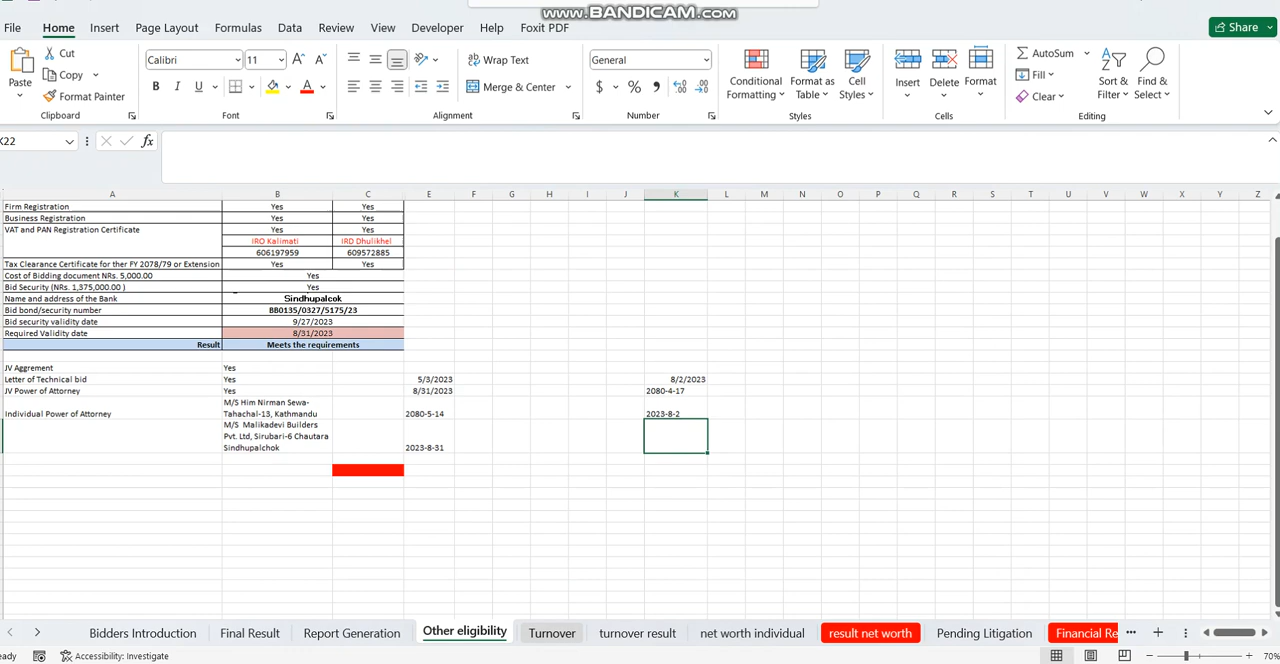 www.BANDICAM.com
File Home Insert Page Layout Formulas Data Review View Developer Help Foxit PDF Share
Cut
Copy
Format Painter
Paste
Clipboard
Calibri 11
B I U
Font
Wrap Text
Merge & Center
Alignment
General
Number
Conditional Formatting
Format as Table
Cell Styles
Styles
Insert Delete Format
Cells
AutoSum
Fill
Clear
Sort & Filter
Find & Select
Editing
K22 fx
A B C E F G H I J K L M N O P Q R S T U V W X Y Z
Firm Registration Yes Yes
Business Registration Yes Yes
VAT and PAN Registration Certificate Yes Yes
IRO Kalimati IRD Dhulikhel
606197959 609572885
Tax Clearance Certificate for ther FY 2078/79 or Extension Yes Yes
Cost of Bidding document NRs. 5,000.00 Yes
Bid Security (NRs. 1,375,000.00 ) Yes
Name and address of the Bank Sindhupalcok
Bid bond/security number BB0135/0327/5175/23
Bid security validity date 9/27/2023
Required Validity date 8/31/2023
Result Meets the requirements
JV Aggrement Yes
Letter of Technical bid Yes 5/3/2023 8/2/2023
JV Power of Attorney Yes 8/31/2023 2080-4-17
M/S Him Nirman Sewa-
Individual Power of Attorney Tahachal-13, Kathmandu 2080-5-14 2023-8-2
M/S Malikadevi Builders
Pvt. Ltd, Sirubari-6 Chautara
Sindhupalchok 2023-8-31
Bidders Introduction Final Result Report Generation Other eligibility Turnover turnover result net worth individual result net worth Pending Litigation Financial Re
eady Accessibility: Investigate 70%